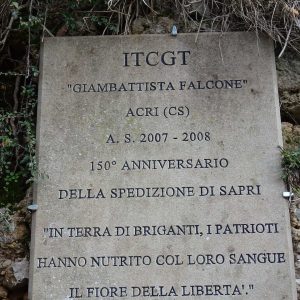 ITCGT
"GIAMBATTISTA FALCONE"
ACRI (CS)
A. S. 2007 - 2008
150° ANNIVERSARIO
DELLA SPEDIZIONE DI SAPRI
"IN TERRA DI BRIGANTI, I PATRIOTI
HANNO NUTRITO COL LORO SANGUE
IL FIORE DELLA LIBERTA'."